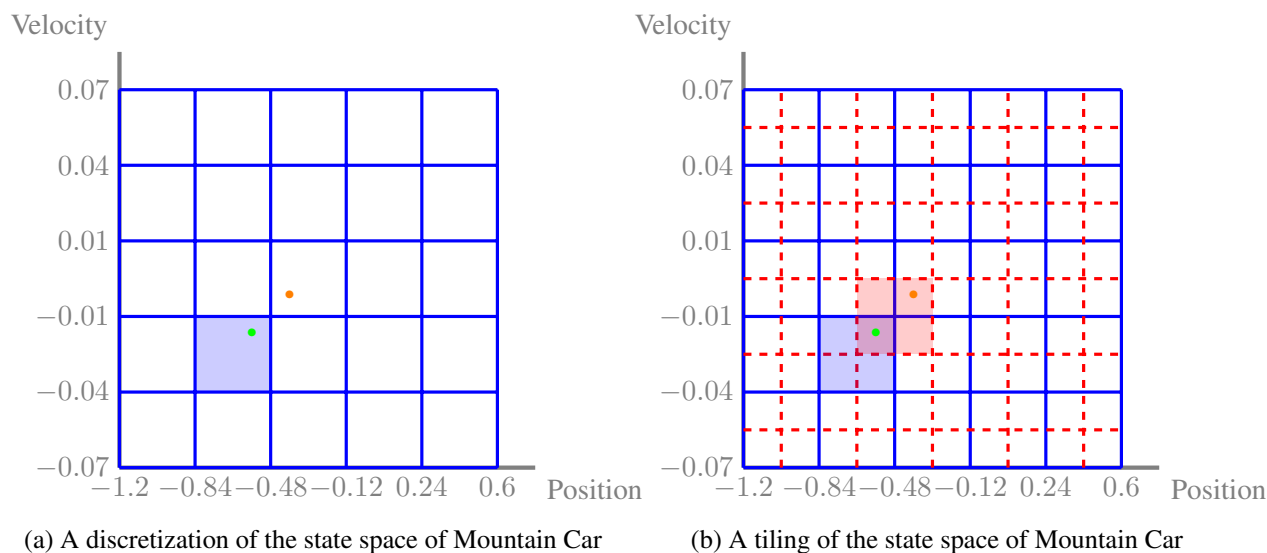 Velocity
0.07
0.04
0.01
−0.01
−0.04
−0.07
−1.2 −0.84 −0.48 −0.12 0.24 0.6
Position
(a) A discretization of the state space of Mountain Car
Velocity
0.07
0.04
0.01
−0.01
−0.04
−0.07
−1.2 −0.84 −0.48 −0.12 0.24 0.6
Position
(b) A tiling of the state space of Mountain Car